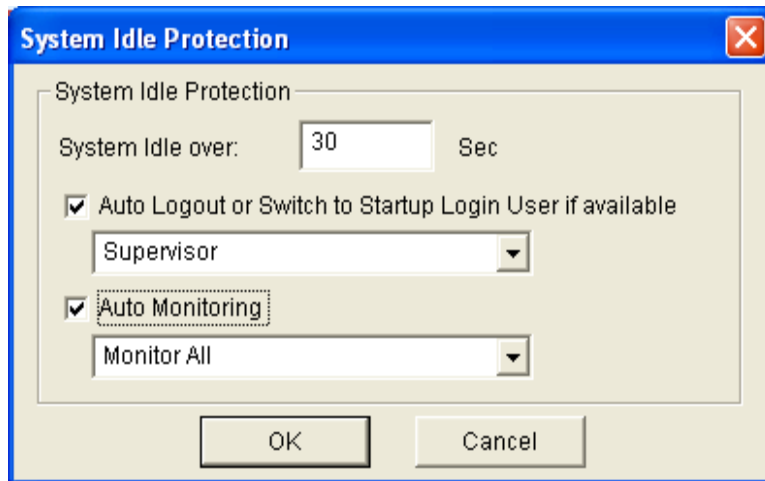 System Idle Protection
System Idle Protection
System Idle over: 30 Sec
Auto Logout or Switch to Startup Login User if available
Supervisor
Auto Monitoring
Monitor All
OK Cancel